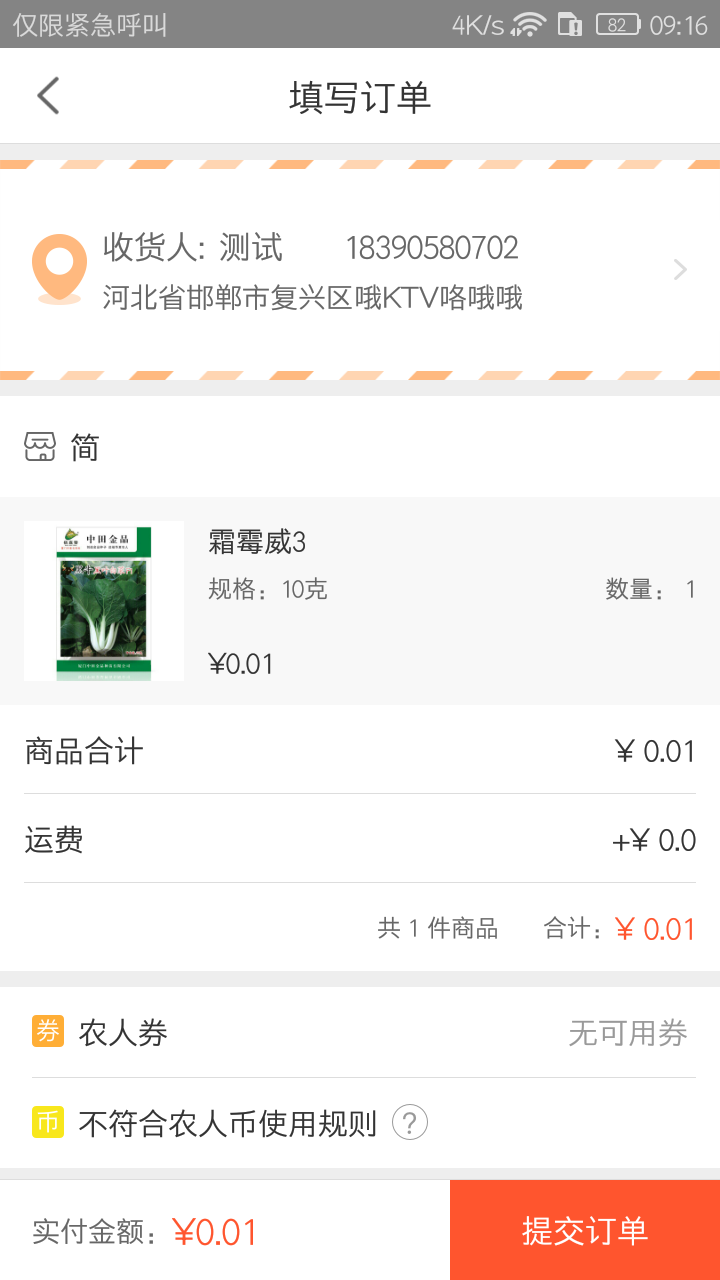 仅限紧急呼叫 4K/s 82 09:16
填写订单
收货人: 测试 18390580702
河北省邯郸市复兴区哦KTV咯哦哦
简
中田金品
霜霉威3
规格：10克 数量： 1
¥0.01
商品合计 ¥ 0.01
运费 +¥ 0.0
共 1 件商品 合计：¥ 0.01
券 农人券 无可用券
币 不符合农人币使用规则 ?
实付金额：¥0.01 提交订单